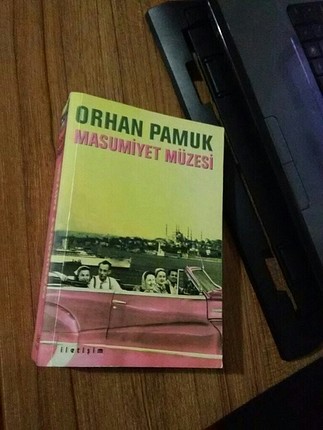 ORHAN PAMUK
MASUMİYET MÜZESİ
iletişim